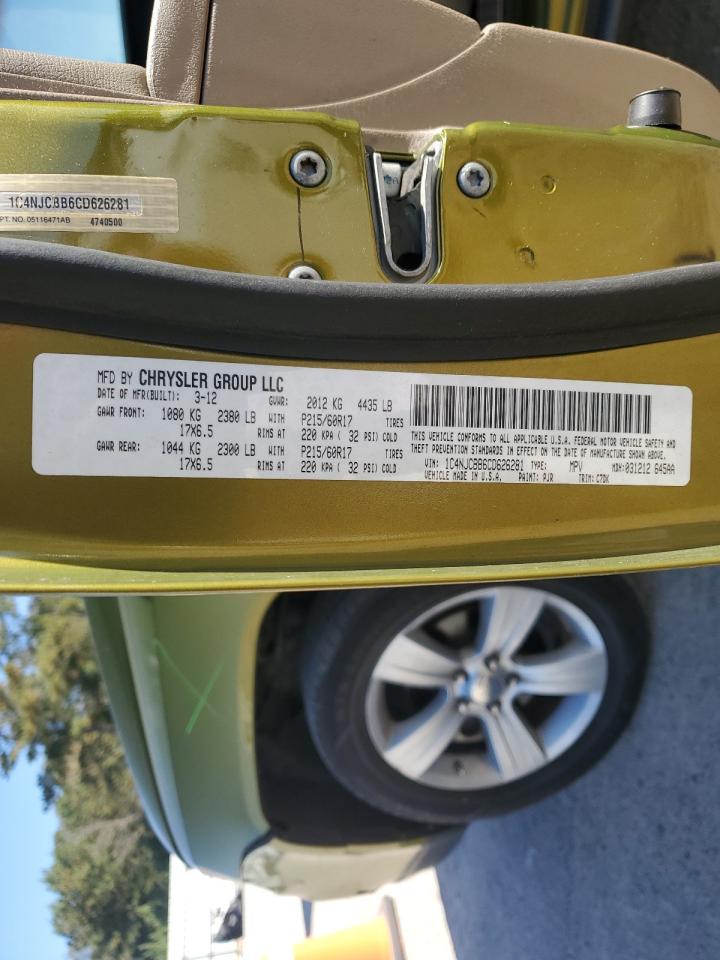 1C4NJCBB6CD626281
PT. NO. 05116471AB 4740500
MFD BY CHRYSLER GROUP LLC
DATE OF MFR(BUILT): 3-12 GVWR: 2012 KG 4435 LB
GAWR FRONT: 1080 KG 2380 LB WITH P215/60R17 TIRES
17X6.5 RIMS AT 220 KPA ( 32 PSI) COLD
GAWR REAR: 1044 KG 2300 LB WITH P215/60R17 TIRES
17X6.5 RIMS AT 220 KPA ( 32 PSI) COLD
THIS VEHICLE CONFORMS TO ALL APPLICABLE U.S.A. FEDERAL MOTOR VEHICLE SAFETY AND
THEFT PREVENTION STANDARDS IN EFFECT ON THE DATE OF MANUFACTURE SHOWN ABOVE.
VIN: 1C4NJCBB6CD626281 TYPE: MPV MDH:031212 645AA
VEHICLE MADE IN U.S.A. PAINT: PJR TRIM: C7DK